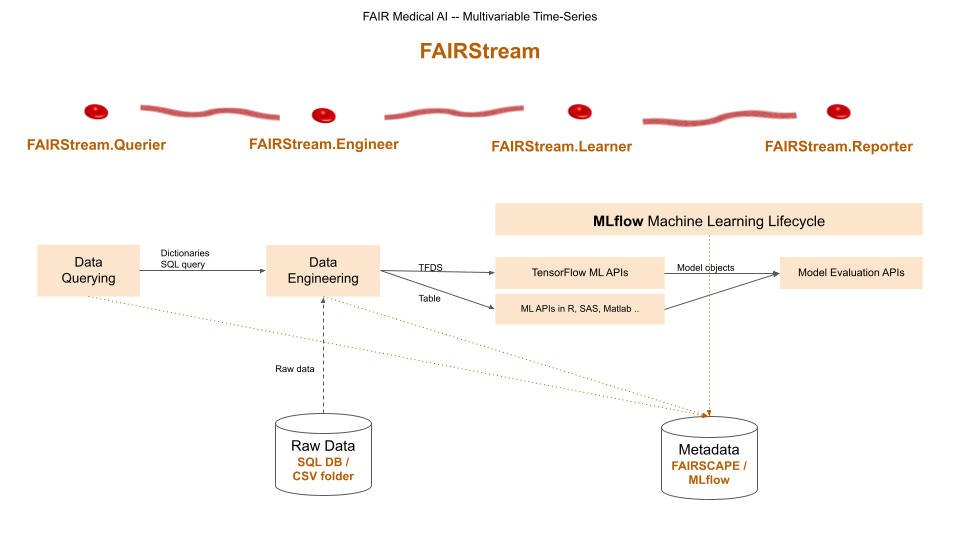 FAIR Medical AI -- Multivariable Time-Series
FAIRStream
FAIRStream.Querier
FAIRStream.Engineer
FAIRStream.Learner
FAIRStream.Reporter
MLflow Machine Learning Lifecycle
Data
Querying
Dictionaries
SQL query
Data
Engineering
TFDS
Table
TensorFlow ML APIs
ML APIs in R, SAS, Matlab ..
Model objects
Model Evaluation APIs
Raw data
Raw Data
SQL DB /
CSV folder
Metadata
FAIRSCAPE /
MLflow